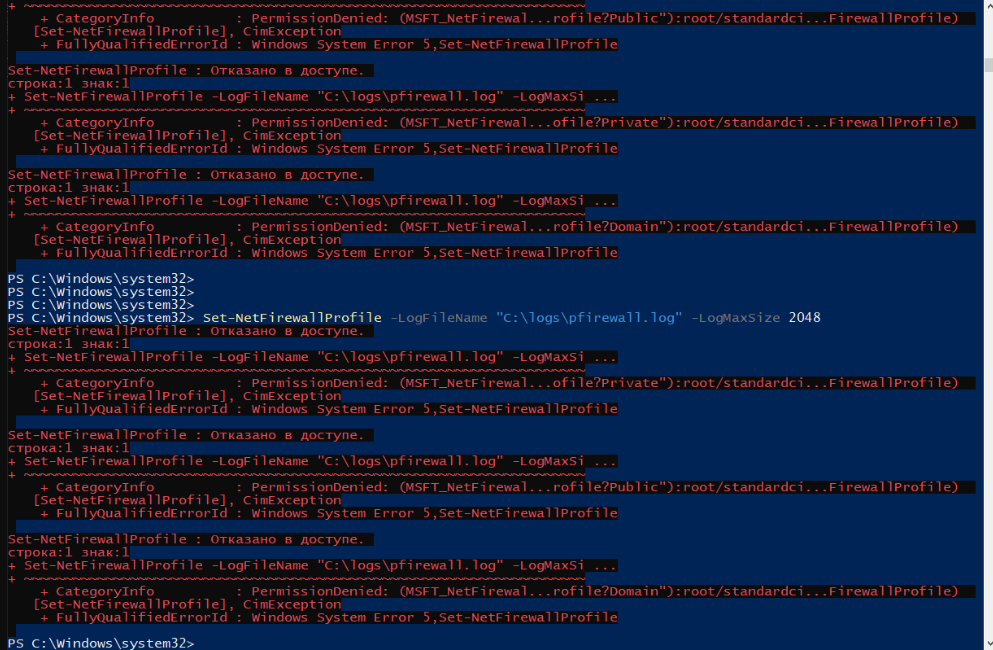 + ~~~~~~~~~~~~~~~~~~~~~~~~~~~~~~~~~~~~~~~~~~~~~~~~~~~~~~~~~~~~~~~~~~~~~
    + CategoryInfo          : PermissionDenied: (MSFT_NetFirewal...rofile?Public"):root/standardci...FirewallProfile)
   [Set-NetFirewallProfile], CimException
    + FullyQualifiedErrorId : Windows System Error 5,Set-NetFirewallProfile
Set-NetFirewallProfile : Отказано в доступе.
строка:1 знак:1
+ Set-NetFirewallProfile -LogFileName "C:\logs\pfirewall.log" -LogMaxSi ...
+ ~~~~~~~~~~~~~~~~~~~~~~~~~~~~~~~~~~~~~~~~~~~~~~~~~~~~~~~~~~~~~~~~~~~~~
    + CategoryInfo          : PermissionDenied: (MSFT_NetFirewal...ofile?Private"):root/standardci...FirewallProfile)
   [Set-NetFirewallProfile], CimException
    + FullyQualifiedErrorId : Windows System Error 5,Set-NetFirewallProfile
Set-NetFirewallProfile : Отказано в доступе.
строка:1 знак:1
+ Set-NetFirewallProfile -LogFileName "C:\logs\pfirewall.log" -LogMaxSi ...
+ ~~~~~~~~~~~~~~~~~~~~~~~~~~~~~~~~~~~~~~~~~~~~~~~~~~~~~~~~~~~~~~~~~~~~~
    + CategoryInfo          : PermissionDenied: (MSFT_NetFirewal...rofile?Domain"):root/standardci...FirewallProfile)
   [Set-NetFirewallProfile], CimException
    + FullyQualifiedErrorId : Windows System Error 5,Set-NetFirewallProfile
PS C:\Windows\system32>
PS C:\Windows\system32>
PS C:\Windows\system32>
PS C:\Windows\system32> Set-NetFirewallProfile -LogFileName "C:\logs\pfirewall.log" -LogMaxSize 2048
Set-NetFirewallProfile : Отказано в доступе.
строка:1 знак:1
+ Set-NetFirewallProfile -LogFileName "C:\logs\pfirewall.log" -LogMaxSi ...
+ ~~~~~~~~~~~~~~~~~~~~~~~~~~~~~~~~~~~~~~~~~~~~~~~~~~~~~~~~~~~~~~~~~~~~~
    + CategoryInfo          : PermissionDenied: (MSFT_NetFirewal...ofile?Private"):root/standardci...FirewallProfile)
   [Set-NetFirewallProfile], CimException
    + FullyQualifiedErrorId : Windows System Error 5,Set-NetFirewallProfile
Set-NetFirewallProfile : Отказано в доступе.
строка:1 знак:1
+ Set-NetFirewallProfile -LogFileName "C:\logs\pfirewall.log" -LogMaxSi ...
+ ~~~~~~~~~~~~~~~~~~~~~~~~~~~~~~~~~~~~~~~~~~~~~~~~~~~~~~~~~~~~~~~~~~~~~
    + CategoryInfo          : PermissionDenied: (MSFT_NetFirewal...rofile?Public"):root/standardci...FirewallProfile)
   [Set-NetFirewallProfile], CimException
    + FullyQualifiedErrorId : Windows System Error 5,Set-NetFirewallProfile
Set-NetFirewallProfile : Отказано в доступе.
строка:1 знак:1
+ Set-NetFirewallProfile -LogFileName "C:\logs\pfirewall.log" -LogMaxSi ...
+ ~~~~~~~~~~~~~~~~~~~~~~~~~~~~~~~~~~~~~~~~~~~~~~~~~~~~~~~~~~~~~~~~~~~~~
    + CategoryInfo          : PermissionDenied: (MSFT_NetFirewal...rofile?Domain"):root/standardci...FirewallProfile)
   [Set-NetFirewallProfile], CimException
    + FullyQualifiedErrorId : Windows System Error 5,Set-NetFirewallProfile
PS C:\Windows\system32>